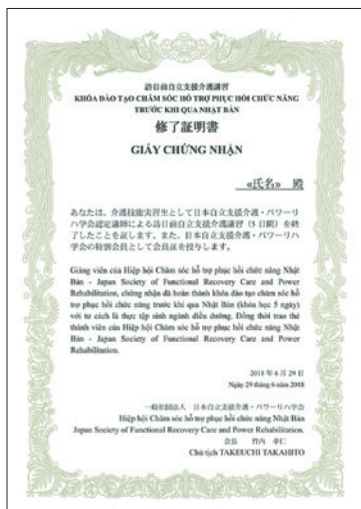 訪日前自立支援介護講習
KHÓA ĐÀO TẠO CHĂM SÓC HỖ TRỢ PHỤC HỒI CHỨC NĂNG
TRƯỚC KHI QUA NHẬT BẢN
修了証明書
GIẤY CHỨNG NHẬN
«氏名» 殿
あなたは、介護技能実習生として日本自立支援介護・パワーリ
ハ学会認定講師による訪日前自立支援介護講習（5日間）を終
了したことを証します。また、日本自立支援介護・パワーリハ
学会の特別会員として会員証を授与します。
Giảng viên của Hiệp hội Chăm sóc hỗ trợ phục hồi chức năng Nhật
Bản - Japan Society of Functional Recovery Care and Power
Rehabilitation, chứng nhận đã hoàn thành khóa đào tạo chăm sóc hỗ
trợ phục hồi chức năng trước khi qua Nhật Bản (khóa học 5 ngày)
với tư cách là thực tập sinh ngành điều dưỡng. Đồng thời trao thẻ
thành viên của Hiệp hội Chăm sóc hỗ trợ phục hồi chức năng Nhật
Bản - Japan Society of Functional Recovery Care and Power
Rehabilitation.
2018年6月29日
Ngày 29 tháng 6 năm 2018
一般社団法人 日本自立支援介護・パワーリハ学会
Hiệp hội Chăm sóc hỗ trợ phục hồi chức năng Nhật Bản
Japan Society of Functional Recovery Care and Power Rehabilitation.
会長 竹内 孝仁
Chủ tịch TAKEUCHI TAKAHITO